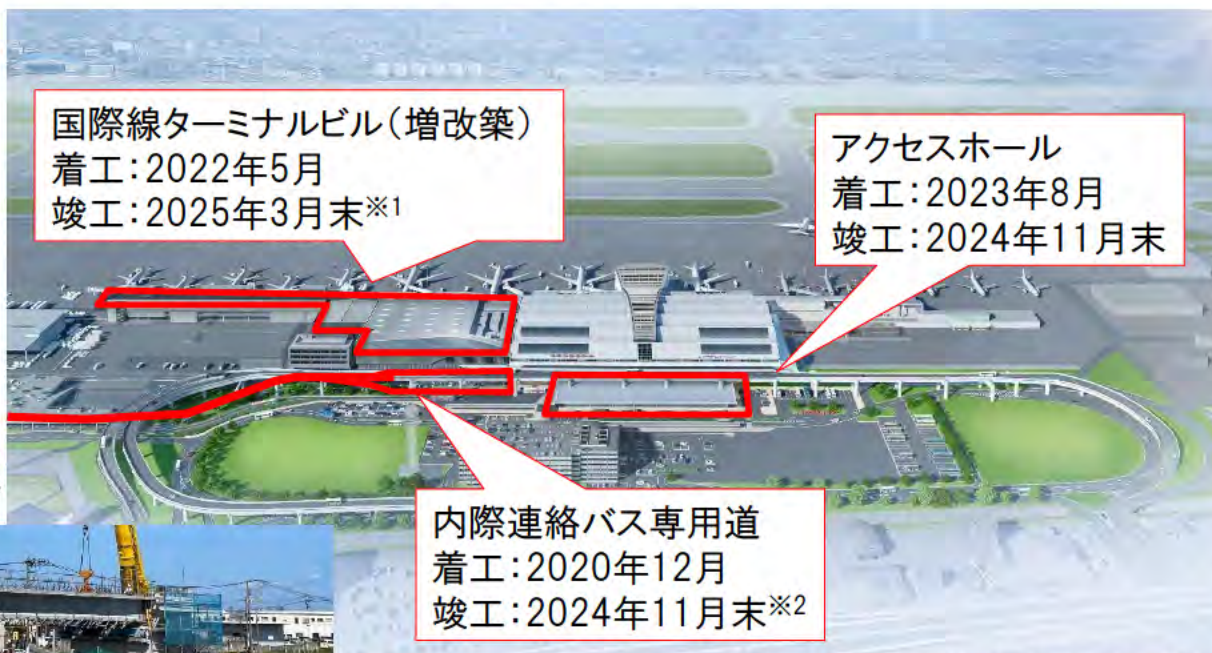 国際線ターミナルビル（増改築）
着工：2022年5月
竣工：2025年3月末※1
アクセスホール
着工：2023年8月
竣工：2024年11月末
内際連絡バス専用道
着工：2020年12月
竣工：2024年11月末※2